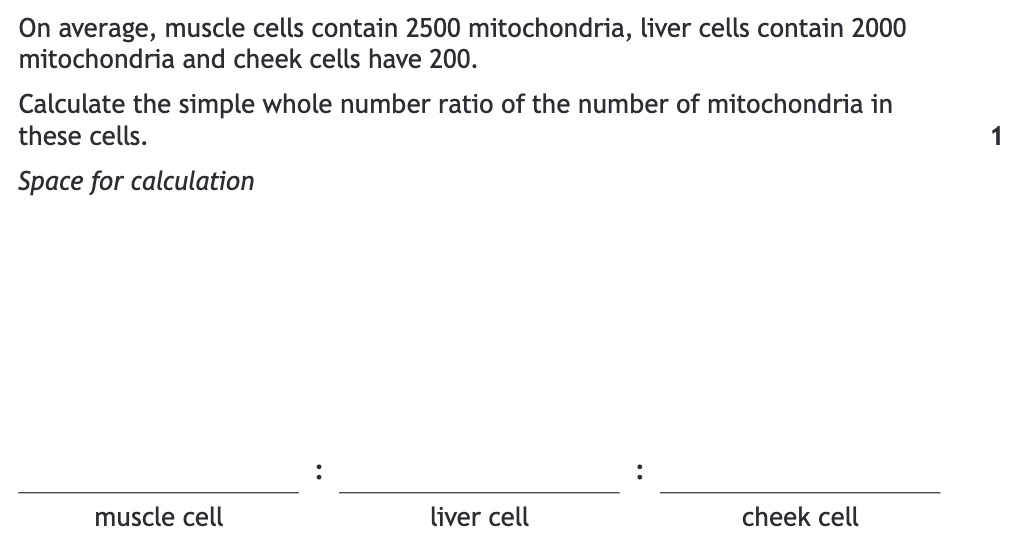 On average, muscle cells contain 2500 mitochondria, liver cells contain 2000
mitochondria and cheek cells have 200.
Calculate the simple whole number ratio of the number of mitochondria in
these cells. 1
Space for calculation
: :
muscle cell liver cell cheek cell